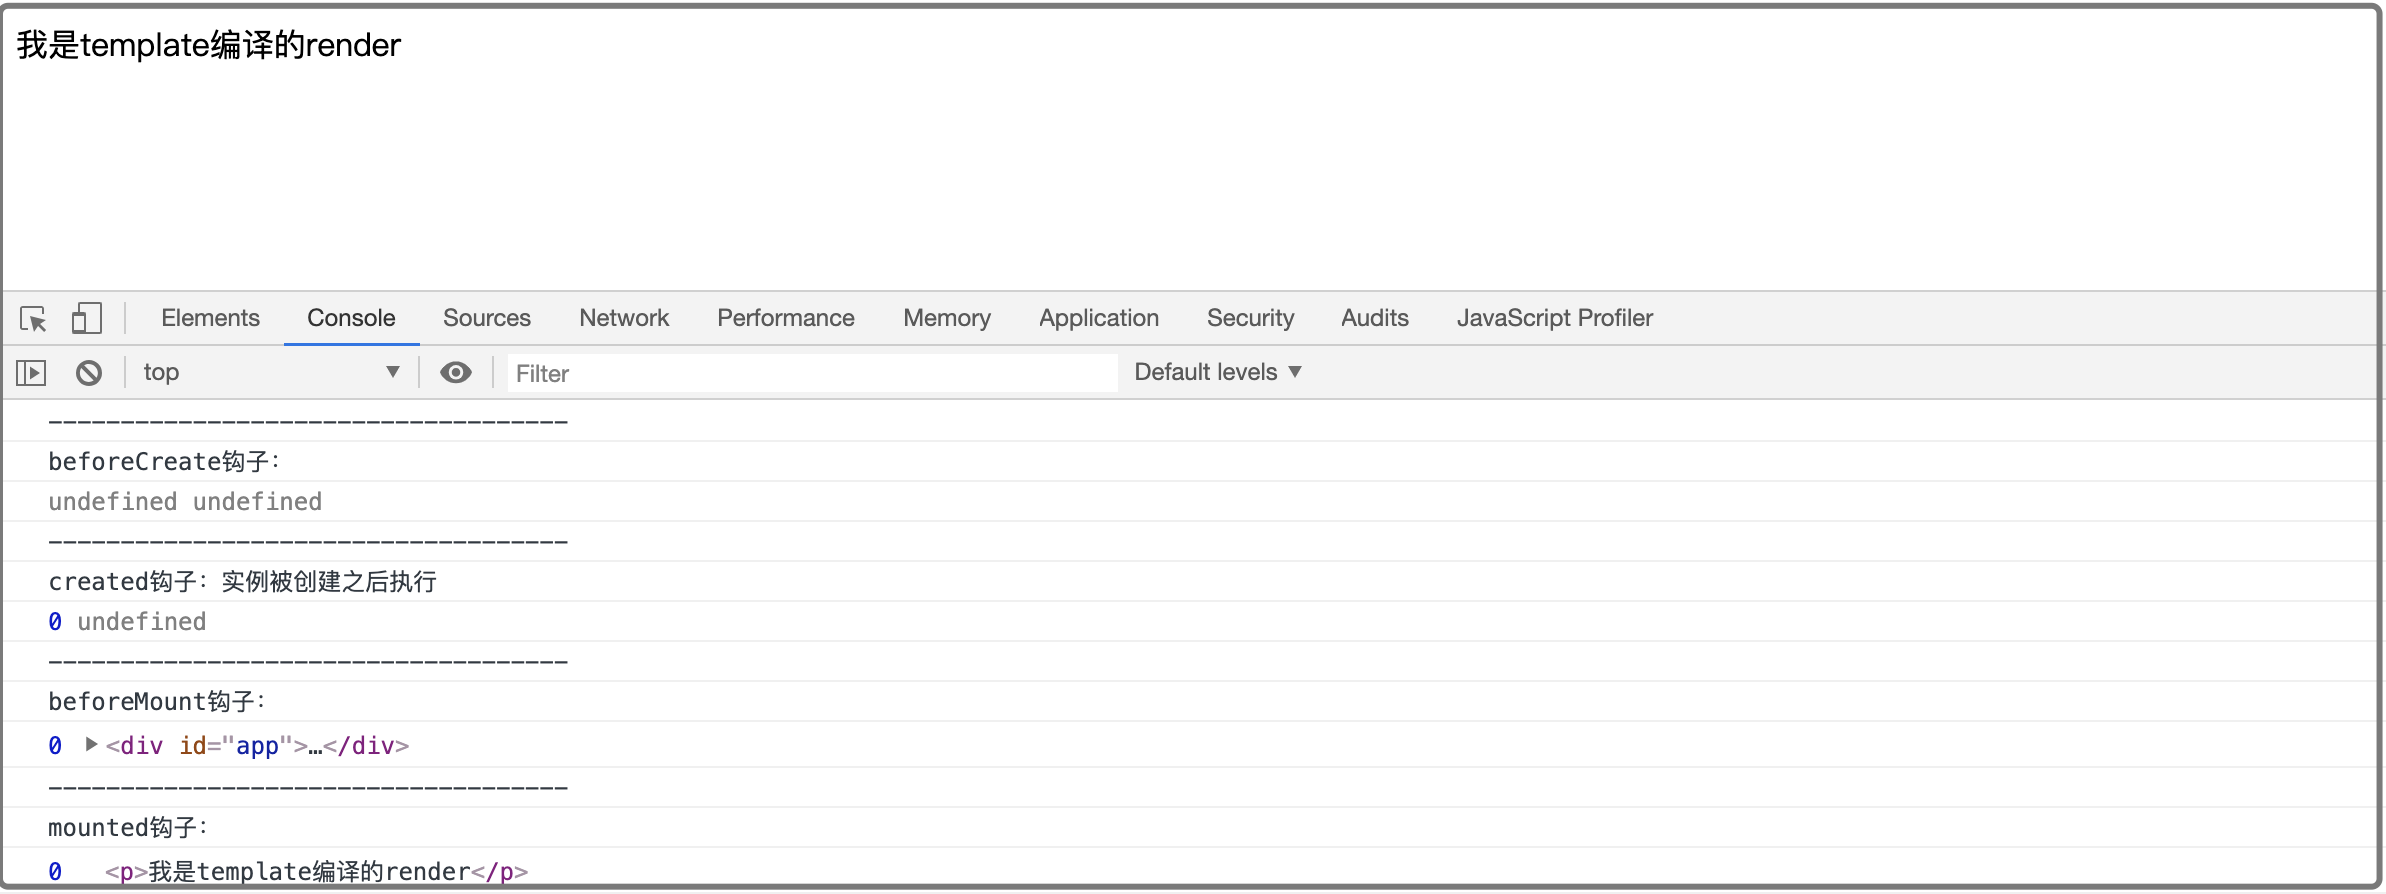 我是template编译的render
Elements Console Sources Network Performance Memory Application Security Audits JavaScript Profiler
top ▼ Filter Default levels ▼
------------------------------------
beforeCreate钩子:
undefined undefined
------------------------------------
created钩子: 实例被创建之后执行
0 undefined
------------------------------------
beforeMount钩子:
0 ▶<div id="app">…</div>
------------------------------------
mounted钩子:
0 <p>我是template编译的render</p>